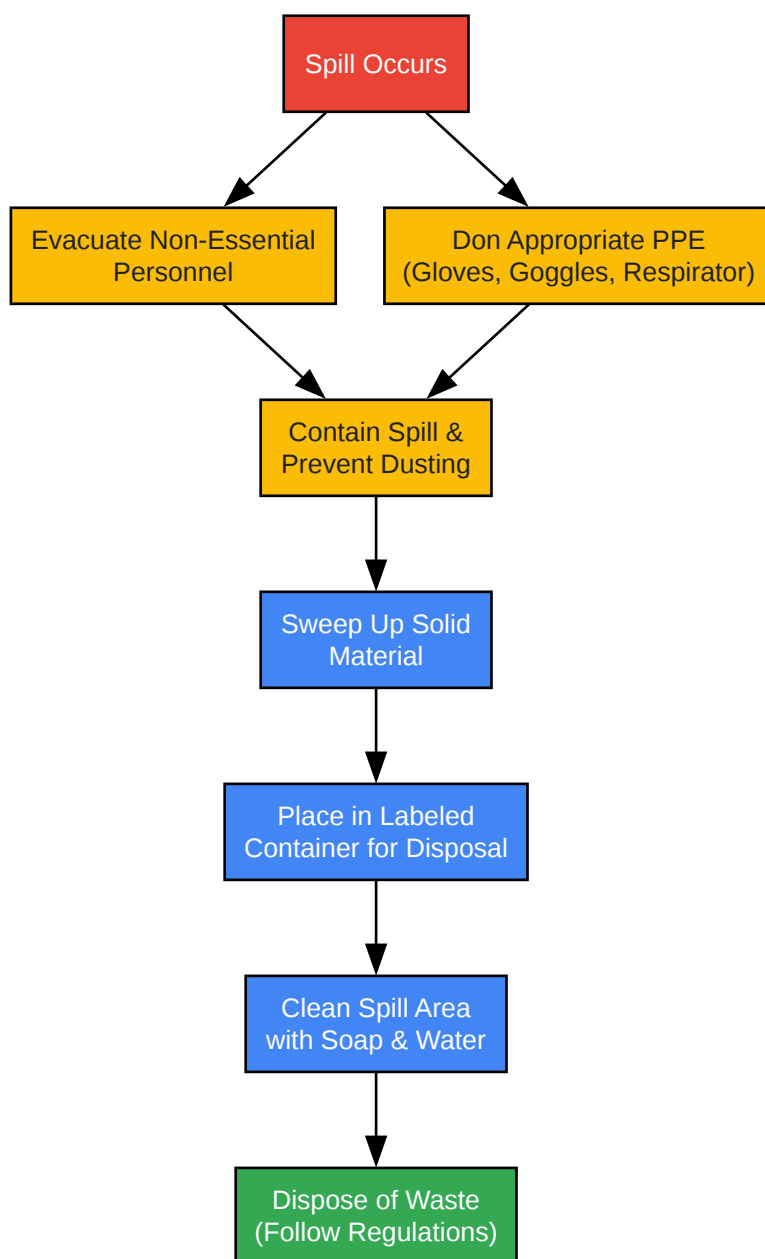 Spill Occurs
Evacuate Non-Essential
Personnel
Don Appropriate PPE
(Gloves, Goggles, Respirator)
Contain Spill &
Prevent Dusting
Sweep Up Solid
Material
Place in Labeled
Container for Disposal
Clean Spill Area
with Soap & Water
Dispose of Waste
(Follow Regulations)